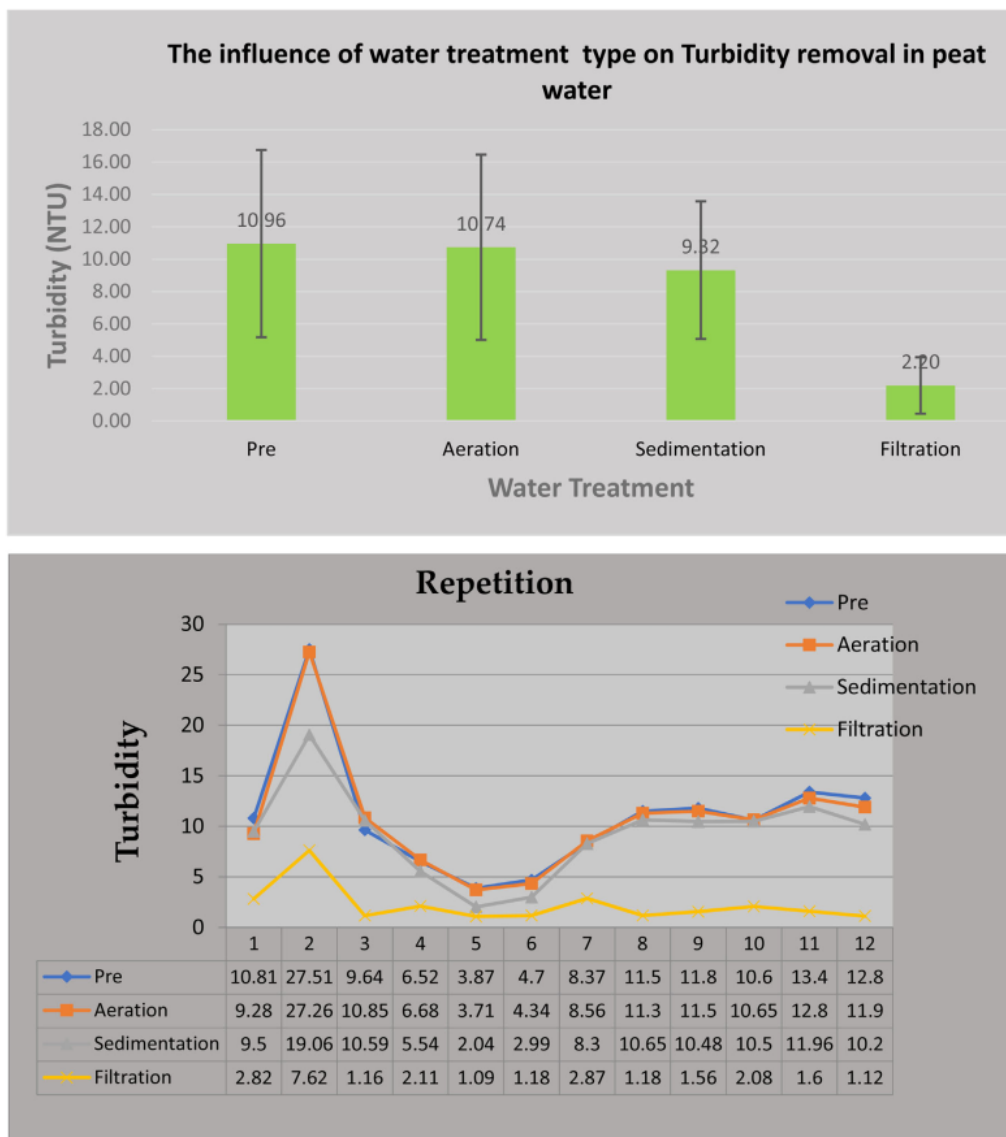 The influence of water treatment type on Turbidity removal in peat
water
18.00
16.00
14.00
12.00
10.00
8.00
6.00
4.00
2.00
0.00
Turbidity (NTU)
10.96
10.74
9.32
2.20
Pre Aeration Sedimentation Filtration
Water Treatment
Repetition
Pre
Aeration
Sedimentation
Filtration
30
25
20
15
10
5
0
Turbidity
1 2 3 4 5 6 7 8 9 10 11 12
Pre 10.81 27.51 9.64 6.52 3.87 4.7 8.37 11.5 11.8 10.6 13.4 12.8
Aeration 9.28 27.26 10.85 6.68 3.71 4.34 8.56 11.3 11.5 10.65 12.8 11.9
Sedimentation 9.5 19.06 10.59 5.54 2.04 2.99 8.3 10.65 10.48 10.5 11.96 10.2
Filtration 2.82 7.62 1.16 2.11 1.09 1.18 2.87 1.18 1.56 2.08 1.6 1.12